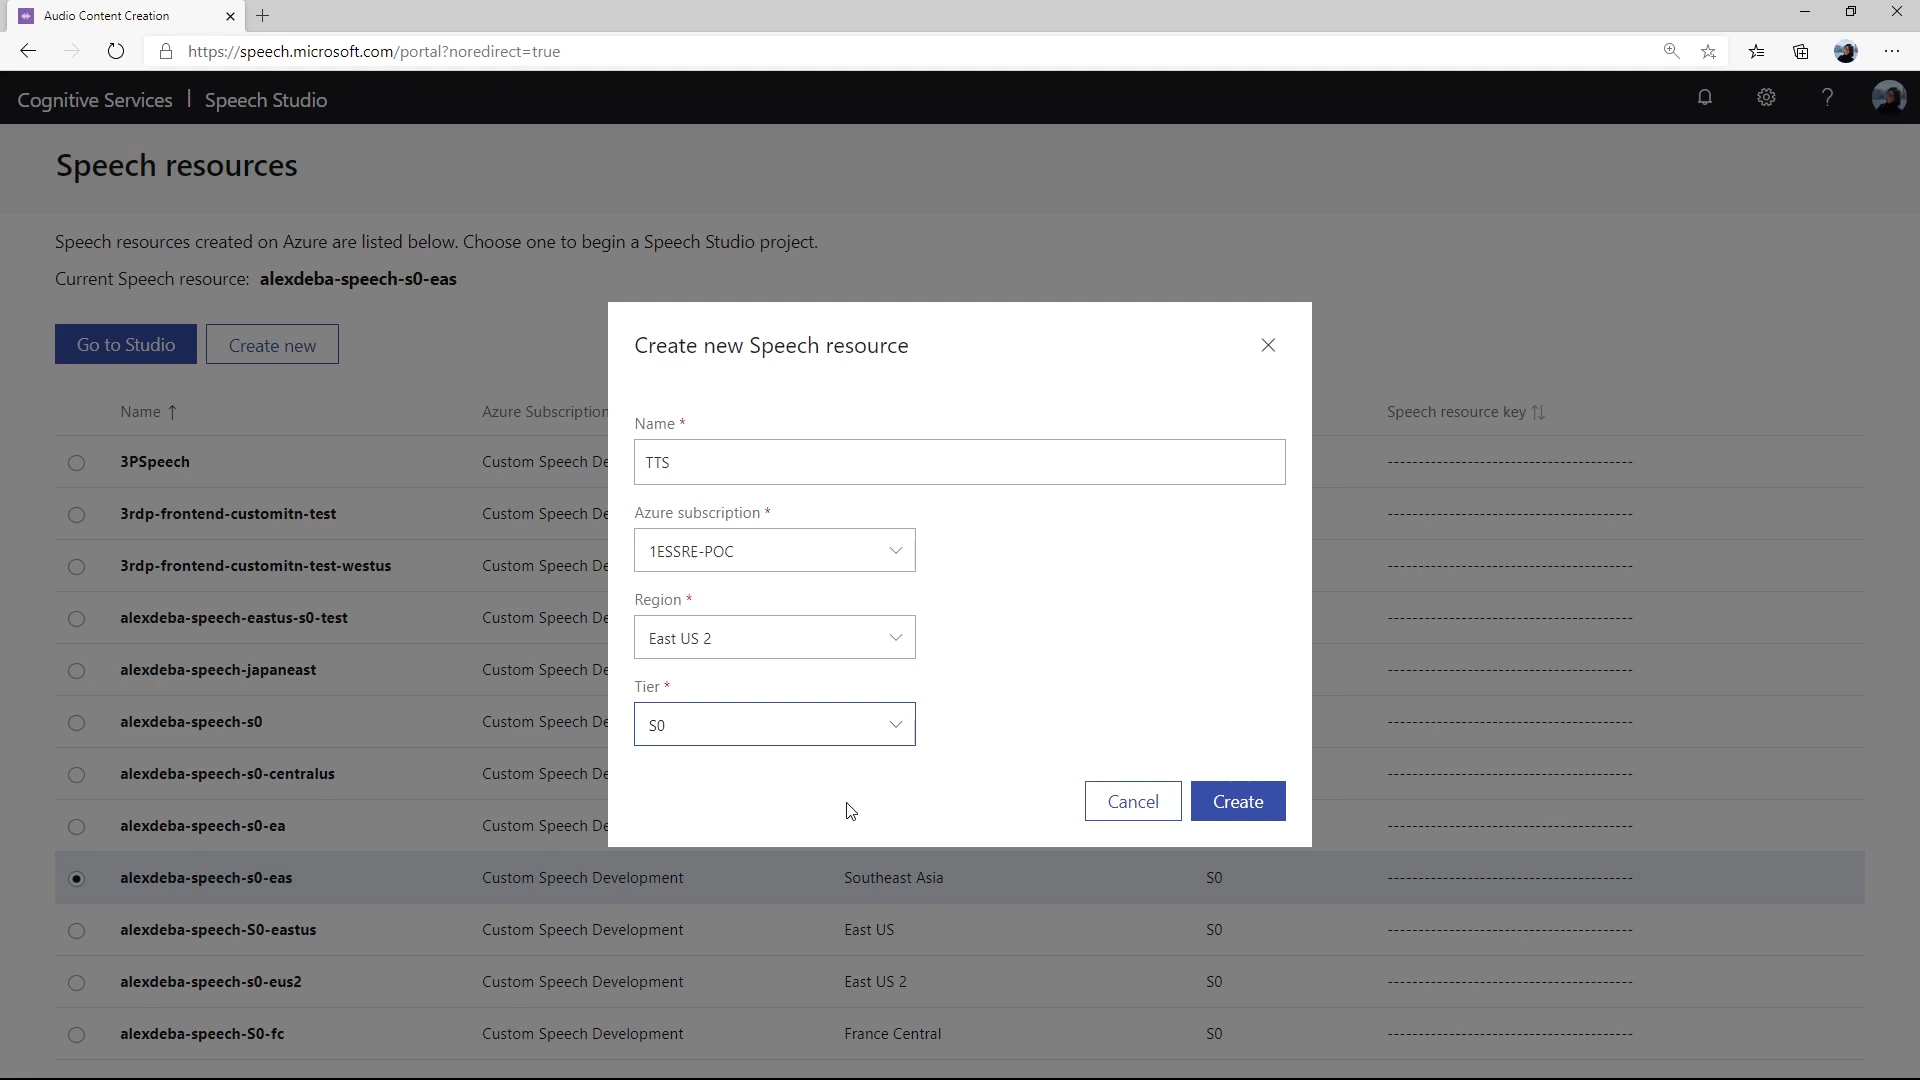 Audio Content Creation
https://speech.microsoft.com/portal?noredirect=true
Cognitive Services | Speech Studio
Speech resources
Speech resources created on Azure are listed below. Choose one to begin a Speech Studio project.
Current Speech resource: alexdeba-speech-s0-eas
Go to Studio
Create new
Name ↑
Azure Subscription
Speech resource key
3PSpeech
Custom Speech De
3rdp-frontend-customitn-test
Custom Speech De
3rdp-frontend-customitn-test-westus
Custom Speech De
alexdeba-speech-eastus-s0-test
Custom Speech De
alexdeba-speech-japaneast
Custom Speech De
alexdeba-speech-s0
Custom Speech De
alexdeba-speech-s0-centralus
Custom Speech De
alexdeba-speech-s0-ea
Custom Speech De
alexdeba-speech-s0-eas
Custom Speech Development
Southeast Asia
S0
alexdeba-speech-S0-eastus
Custom Speech Development
East US
S0
alexdeba-speech-s0-eus2
Custom Speech Development
East US 2
S0
alexdeba-speech-S0-fc
Custom Speech Development
France Central
S0
Create new Speech resource
Name *
TTS
Azure subscription *
1ESSRE-POC
Region *
East US 2
Tier *
S0
Cancel
Create